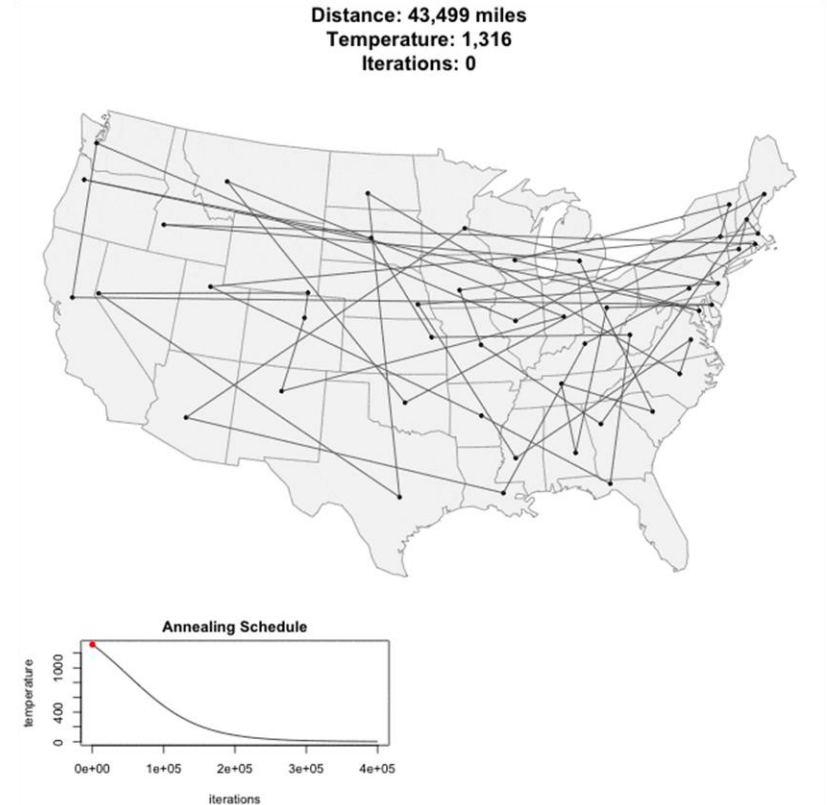 Distance: 43,499 miles
Temperature: 1,316
Iterations: 0
Annealing Schedule
temperature
1000
400
0
0e+00 1e+05 2e+05 3e+05 4e+05
iterations